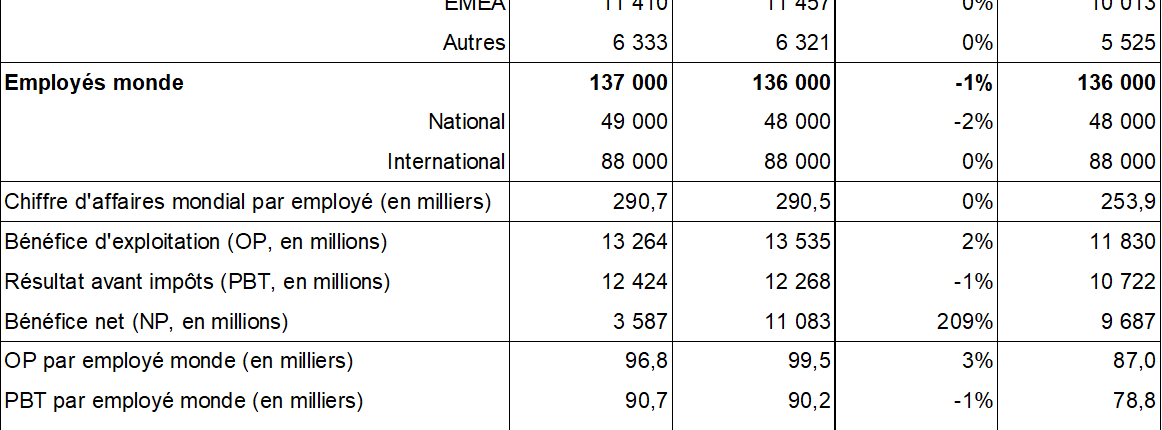 EMEA 11 410 11 457 0% 10 013
Autres 6 333 6 321 0% 5 525
Employés monde 137 000 136 000 -1% 136 000
National 49 000 48 000 -2% 48 000
International 88 000 88 000 0% 88 000
Chiffre d'affaires mondial par employé (en milliers) 290,7 290,5 0% 253,9
Bénéfice d'exploitation (OP, en millions) 13 264 13 535 2% 11 830
Résultat avant impôts (PBT, en millions) 12 424 12 268 -1% 10 722
Bénéfice net (NP, en millions) 3 587 11 083 209% 9 687
OP par employé monde (en milliers) 96,8 99,5 3% 87,0
PBT par employé monde (en milliers) 90,7 90,2 -1% 78,8